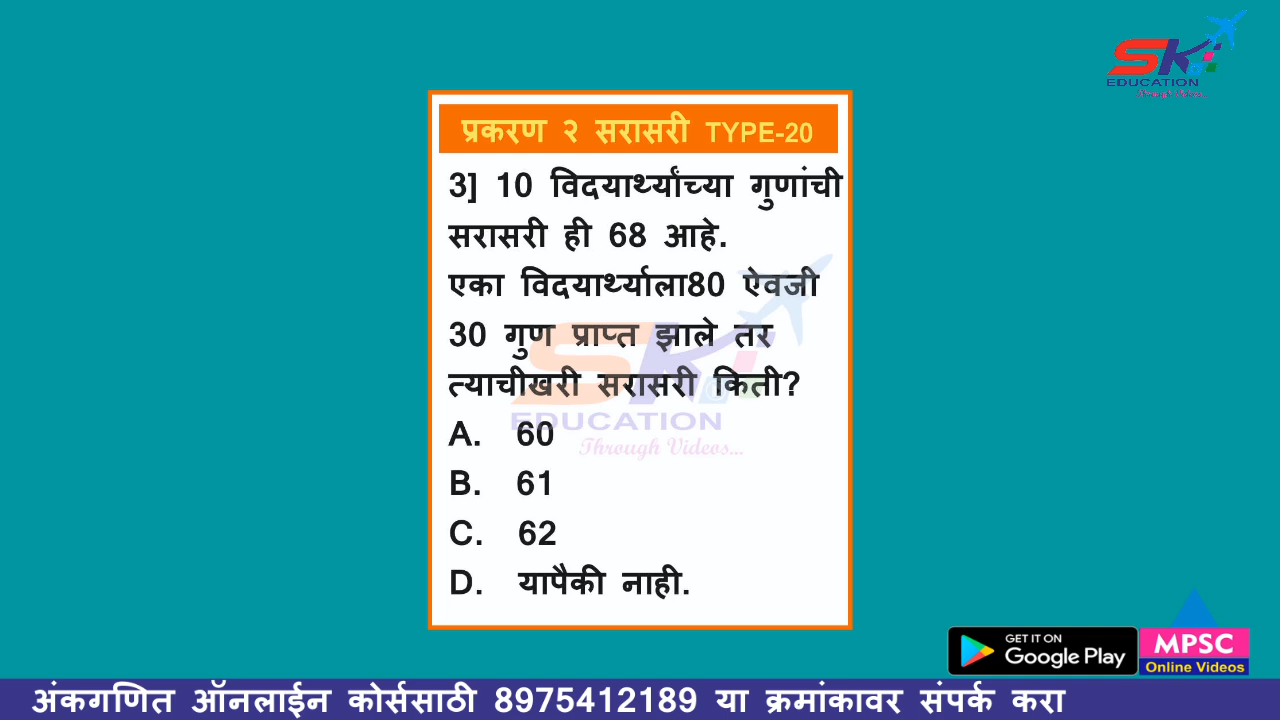 SK
EDUCATION
Through Videos...
प्रकरण २ सरासरी TYPE-20
3] 10 विदयार्थ्यांच्या गुणांची
सरासरी ही 68 आहे.
एका विदयार्थ्याला80 ऐवजी
30 गुण प्राप्त झाले तर
त्याचीखरी सरासरी किती?
EDUCATION
Through Videos...
A. 60
B. 61
C. 62
D. यापैकी नाही.
GET IT ON
Google Play
MPSC
Online Videos
अंकगणित ऑनलाईन कोर्ससाठी 8975412189 या क्रमांकावर संपर्क करा